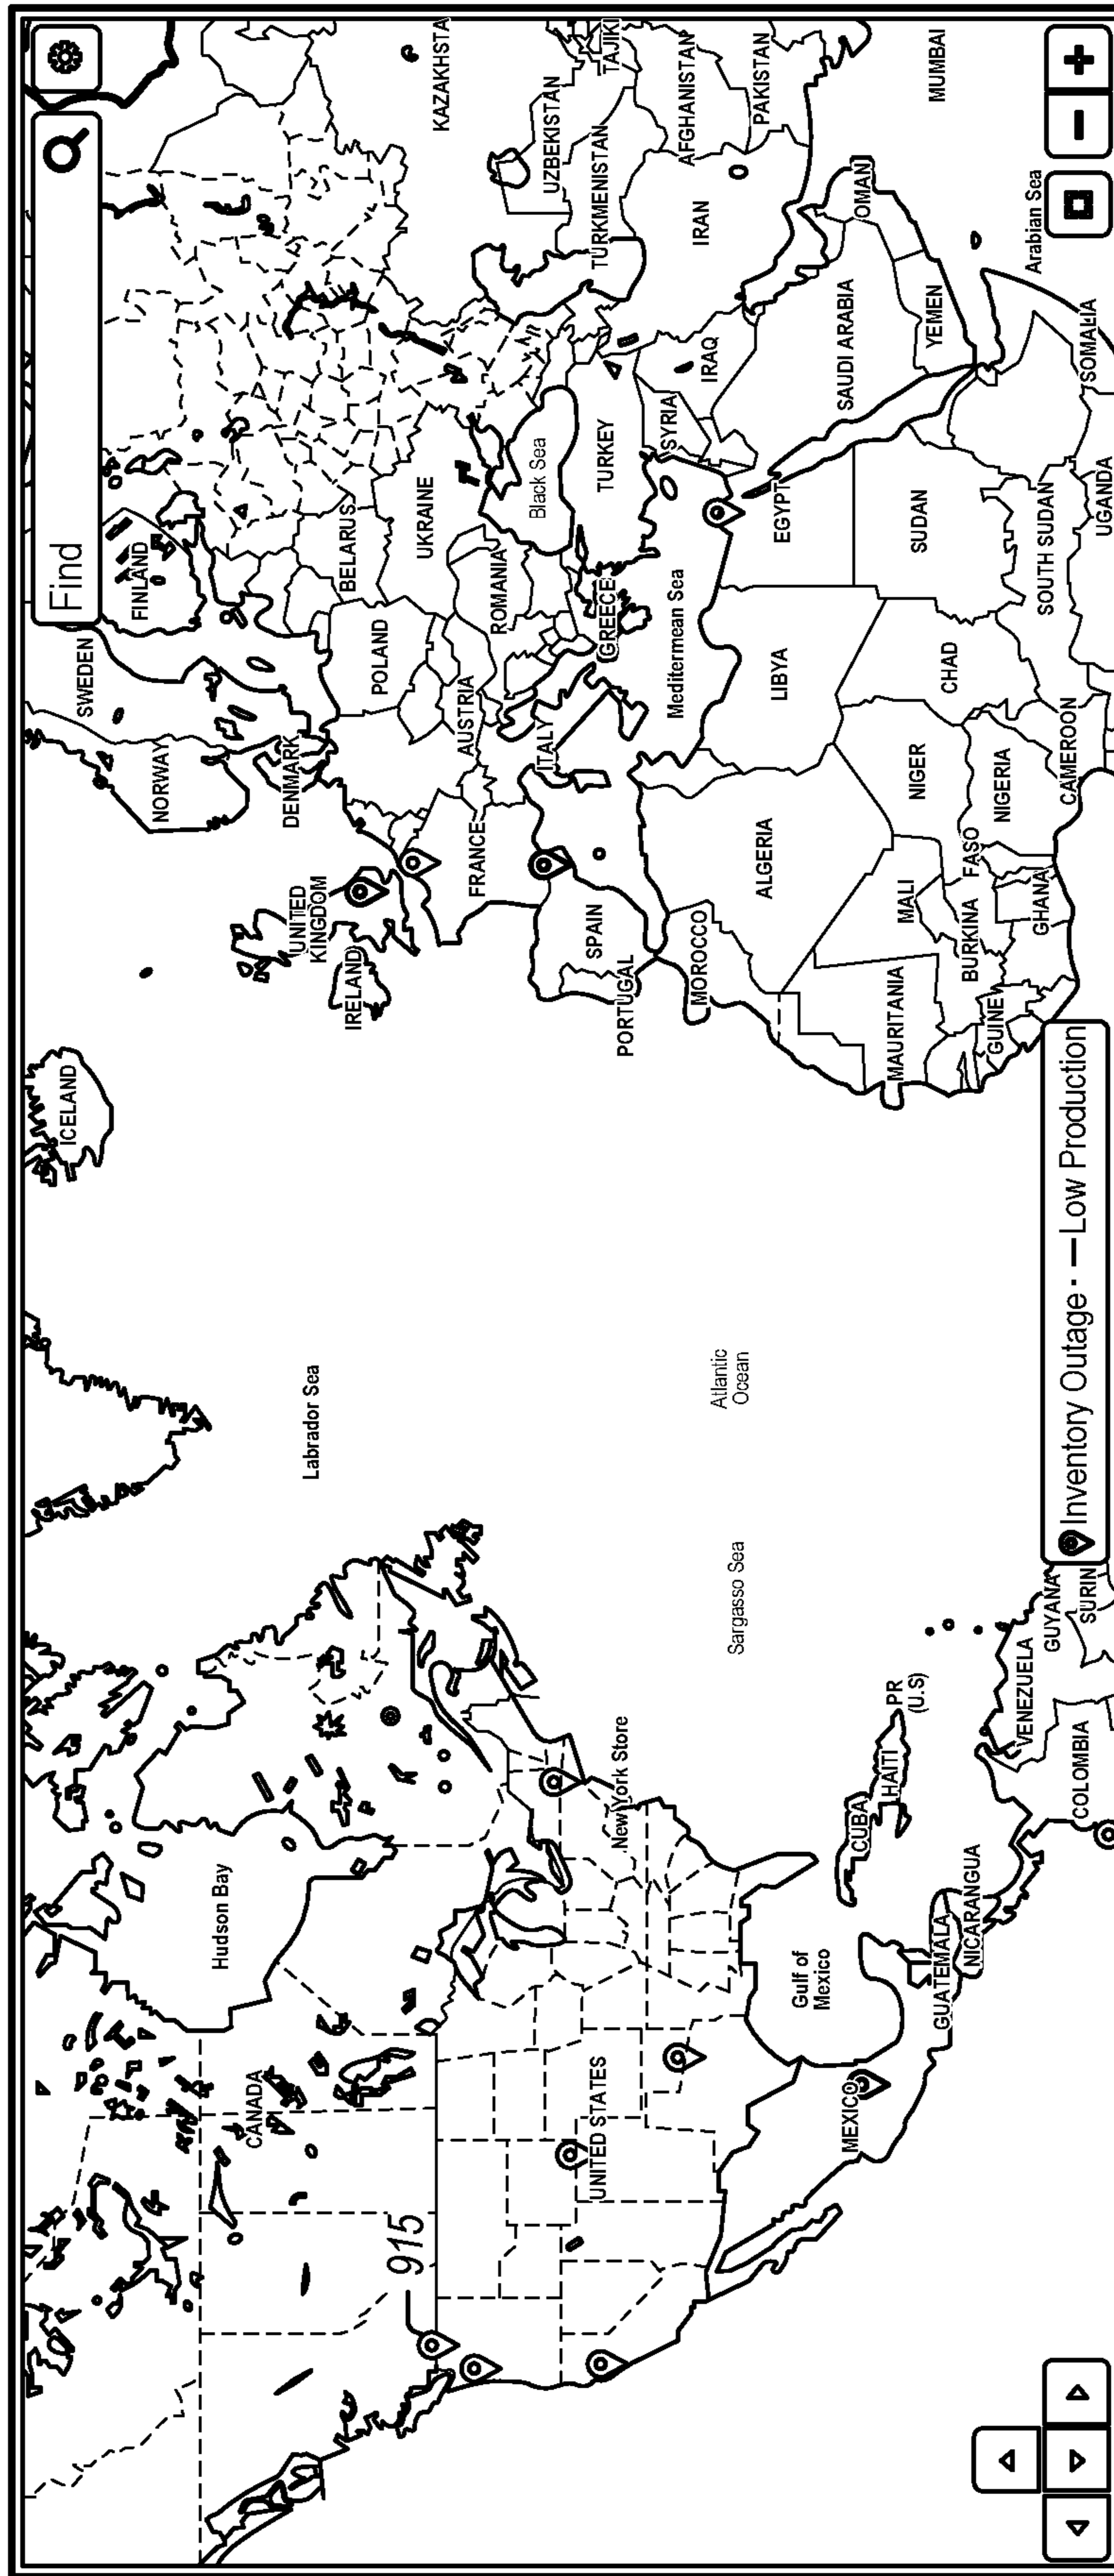 Find
SWEDEN
FINLAND
NORWAY
ICELAND
DENMARK
BELARUS
POLAND
UKRAINE
KAZAKHSTA
UNITED
KINGDOM
IRELAND
FRANCE
AUSTRIA
ROMANIA
Black Sea
UZBEKISTAN
TURKMENISTAN
TAJIKI
ITALY
GREECE
TURKEY
SPAIN
PORTUGAL
Meditermean Sea
SYRIA
IRAQ
IRAN
AFGHANISTAN
PAKISTAN
MUMBAI
MOROCCO
ALGERIA
LIBYA
EGYPT
SAUDI ARABIA
OMAN
YEMEN
Arabian Sea
MAURITANIA
MALI
NIGER
CHAD
SUDAN
GUINEY
BURKINA FASO
NIGERIA
GHANA
CAMEROON
SOUTH SUDAN
UGANDA
SOMALIA
Hudson Bay
CANADA
Labrador Sea
915
UNITED STATES
New York Store
Sargasso Sea
Atlantic
Ocean
Gulf of
Mexico
MEXICO
CUBA
HAITI
PR
(U.S)
GUATEMALA
NICARANGUA
VENEZUELA
GUYANA
SURIN
COLOMBIA
Inventory Outage · — Low Production